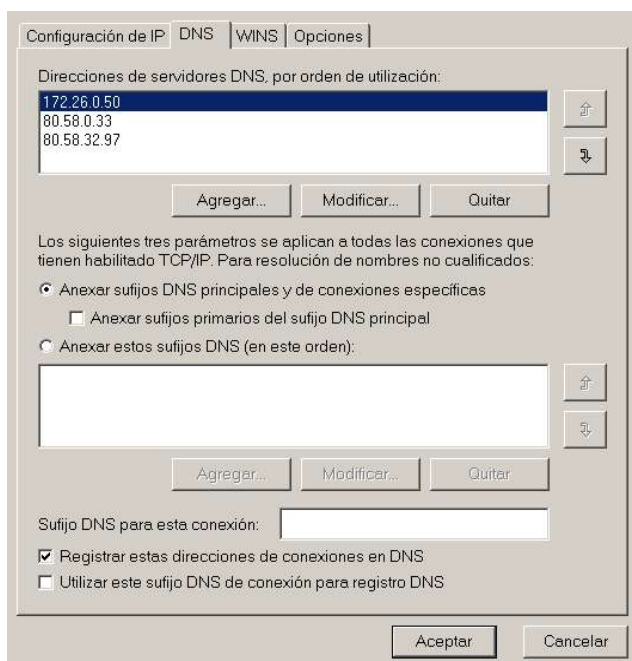 Configuración de IP DNS WINS Opciones
Direcciones de servidores DNS, por orden de utilización:
172.26.0.50
80.58.0.33
80.58.32.97
Agregar... Modificar... Quitar
Los siguientes tres parámetros se aplican a todas las conexiones que
tienen habilitado TCP/IP. Para resolución de nombres no cualificados:
Anexar sufijos DNS principales y de conexiones específicas
Anexar sufijos primarios del sufijo DNS principal
Anexar estos sufijos DNS (en este orden):
Agregar... Modificar... Quitar
Sufijo DNS para esta conexión:
Registrar estas direcciones de conexiones en DNS
Utilizar este sufijo DNS de conexión para registro DNS
Aceptar Cancelar